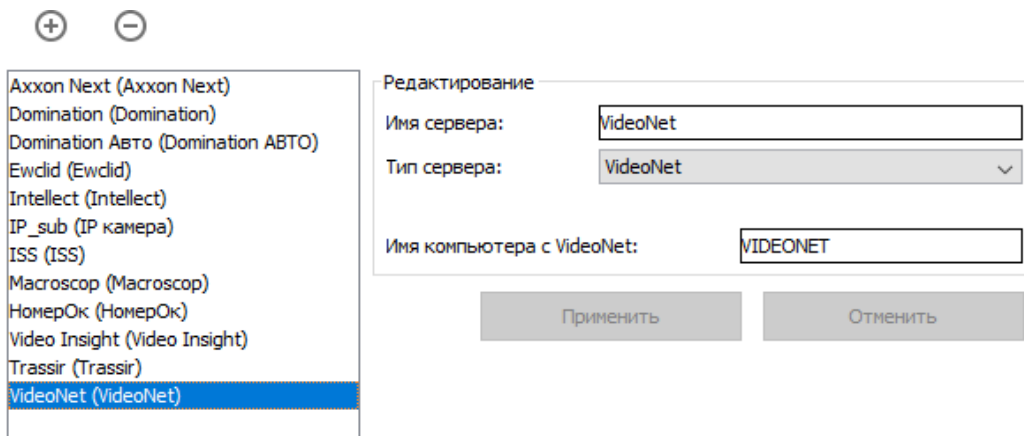 Axxon Next (Axxon Next)
Domination (Domination)
Domination Авто (Domination АВТО)
Ewclid (Ewclid)
Intellect (Intellect)
IP_sub (IP камера)
ISS (ISS)
Macroscop (Macroscop)
НомерОк (НомерОк)
Video Insight (Video Insight)
Trassir (Trassir)
VideoNet (VideoNet)
Редактирование
Имя сервера: VideoNet
Тип сервера: VideoNet
Имя компьютера с VideoNet: VIDEONET
Применить Отменить